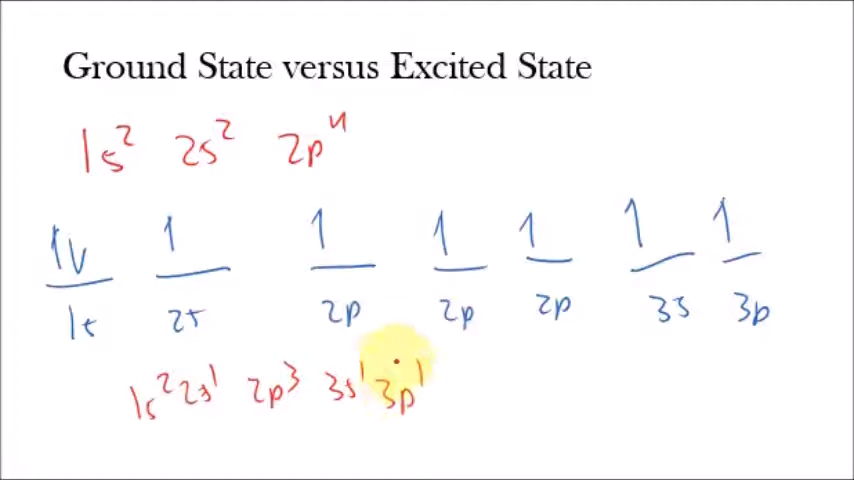 Ground State versus Excited State
1s² 2s² 2p⁴
1s 2s 2p 2p 2p 3s 3p
1s² 2s¹ 2p³ 3s¹ 3p¹